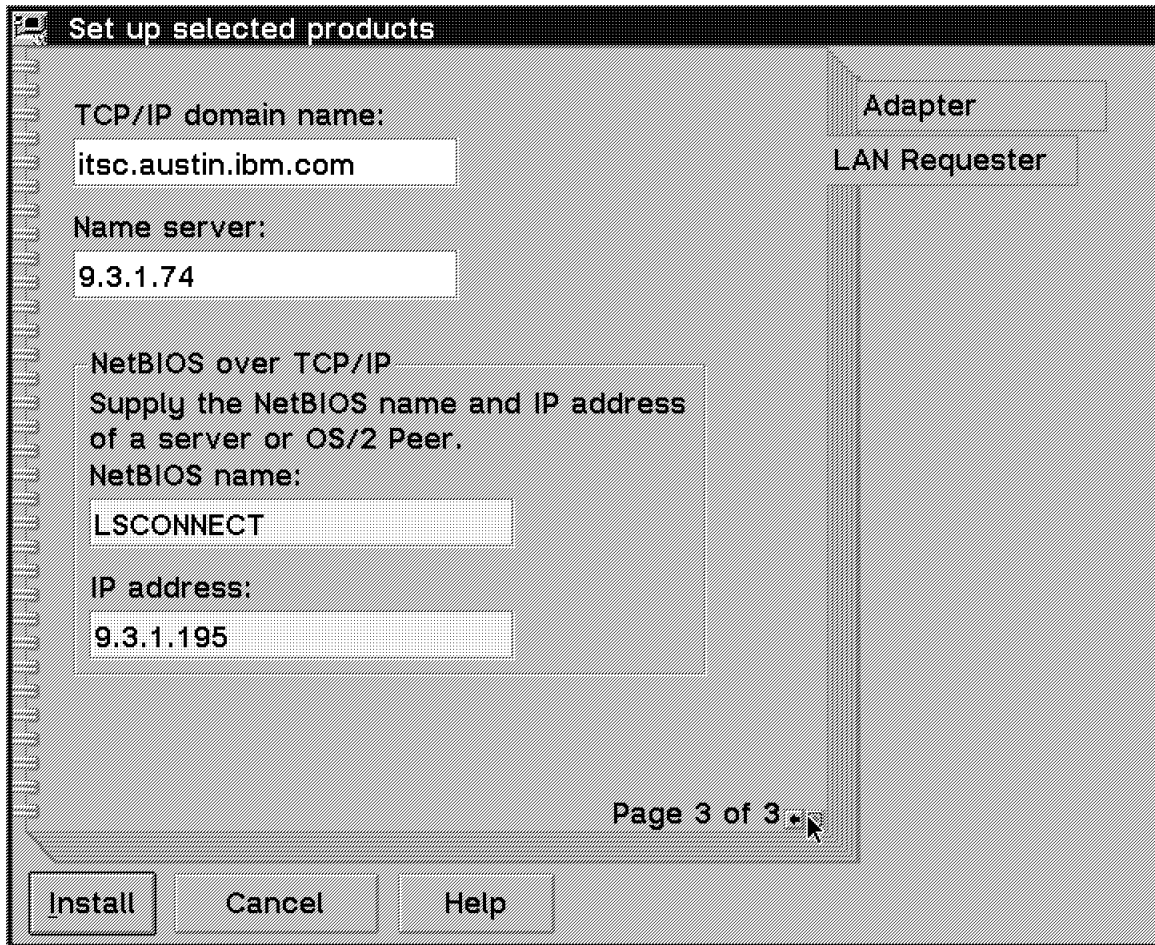 Set up selected products
TCP/IP domain name:
itsc.austin.ibm.com
Name server:
9.3.1.74
NetBIOS over TCP/IP
Supply the NetBIOS name and IP address
of a server or OS/2 Peer.
NetBIOS name:
LSCONNECT
IP address:
9.3.1.195
Page 3 of 3
Adapter
LAN Requester
Install
Cancel
Help